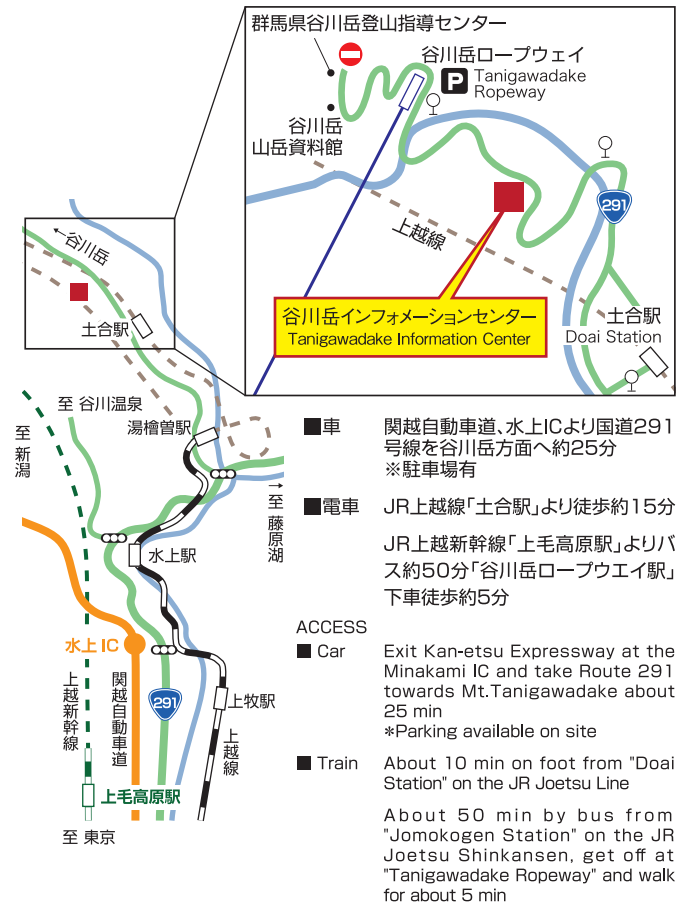 群馬県谷川岳登山指導センター
谷川岳ロープウェイ
P
Tanigawadake
Ropeway
谷川岳
山岳資料館
291
上越線
谷川岳インフォメーションセンター
Tanigawadake Information Center
土合駅
Doai Station
←谷川岳
土合駅
至 谷川温泉
湯檜曽駅
至 新潟
→至 藤原湖
水上駅
水上 IC
上越新幹線
関越自動車道
291
上牧駅
上越線
上毛高原駅
至 東京
■車
関越自動車道、水上ICより国道291
号線を谷川岳方面へ約25分
※駐車場有
■電車
JR上越線「土合駅」より徒歩約15分
JR上越新幹線「上毛高原駅」よりバ
ス約50分「谷川岳ロープウエイ駅」
下車徒歩約5分
ACCESS
■ Car
Exit Kan-etsu Expressway at the
Minakami IC and take Route 291
towards Mt.Tanigawadake about
25 min
*Parking available on site
■ Train
About 10 min on foot from "Doai
Station" on the JR Joetsu Line
About 50 min by bus from
"Jomokogen Station" on the JR
Joetsu Shinkansen, get off at
"Tanigawadake Ropeway" and walk
for about 5 min